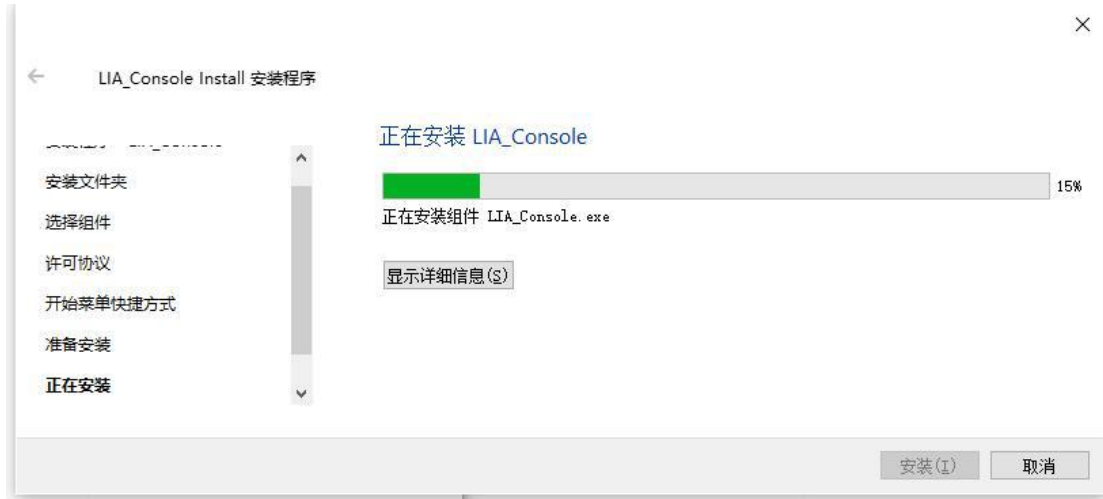 LIA_Console Install 安装程序
正在安装 LIA_Console
安装文件夹
15%
选择组件
正在安装组件 LIA_Console.exe
许可协议
显示详细信息(S)
开始菜单快捷方式
准备安装
正在安装
安装(I)
取消